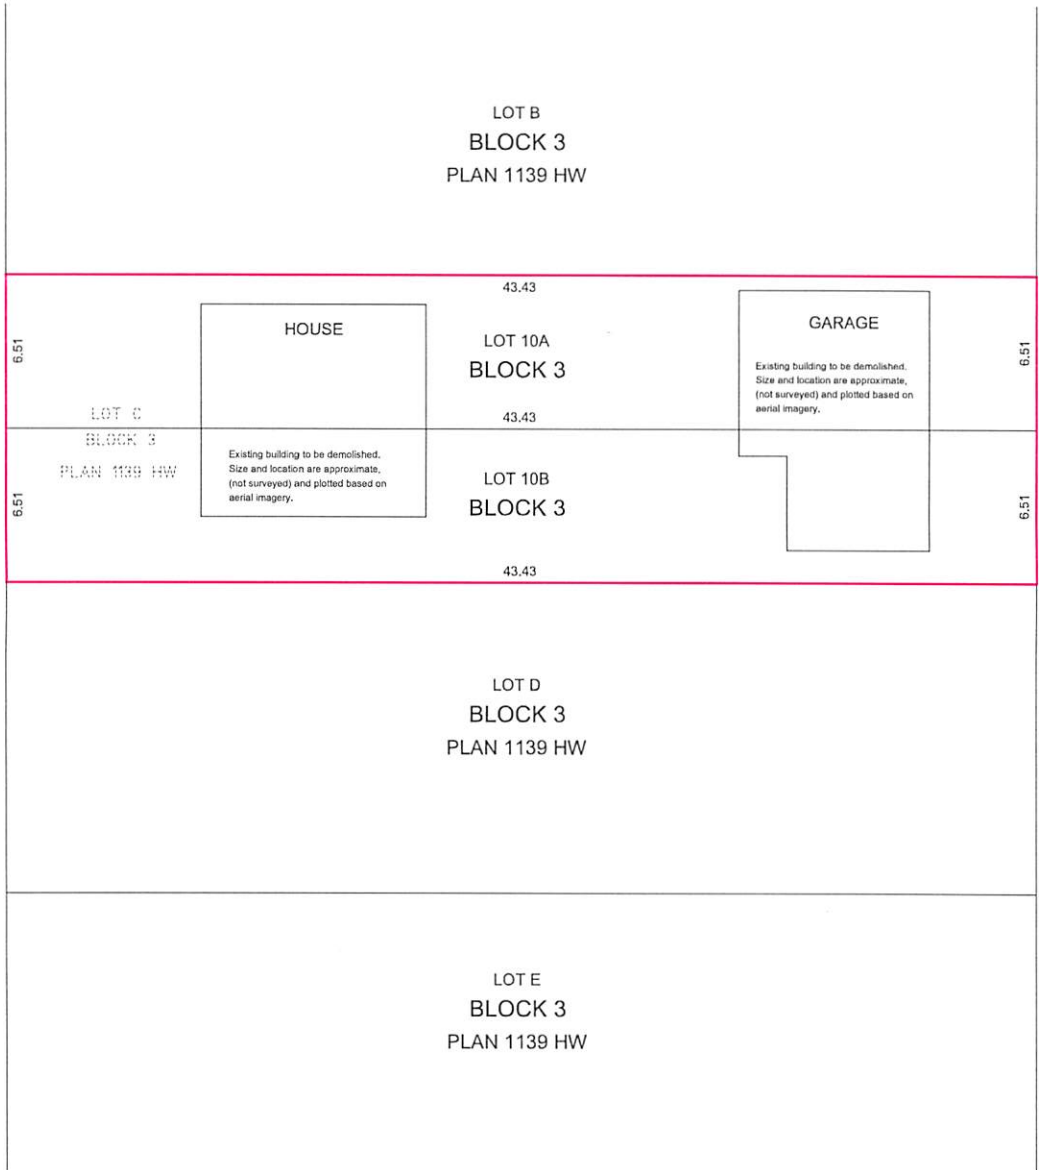 LOT B
BLOCK 3
PLAN 1139 HW
43.43
HOUSE
GARAGE
6.51
LOT 10A
BLOCK 3
6.51
Existing building to be demolished.
Size and location are approximate,
(not surveyed) and plotted based on
aerial imagery.
43.43
LOT C
BLOCK 3
PLAN 1139 HW
Existing building to be demolished.
Size and location are approximate,
(not surveyed) and plotted based on
aerial imagery.
LOT 10B
BLOCK 3
6.51
6.51
43.43
LOT D
BLOCK 3
PLAN 1139 HW
LOT E
BLOCK 3
PLAN 1139 HW